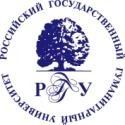 РОССИЙСКИЙ ГОСУДАРСТВЕННЫЙ ГУМАНИТАРНЫЙ УНИВЕРСИТЕТ
РГГУ